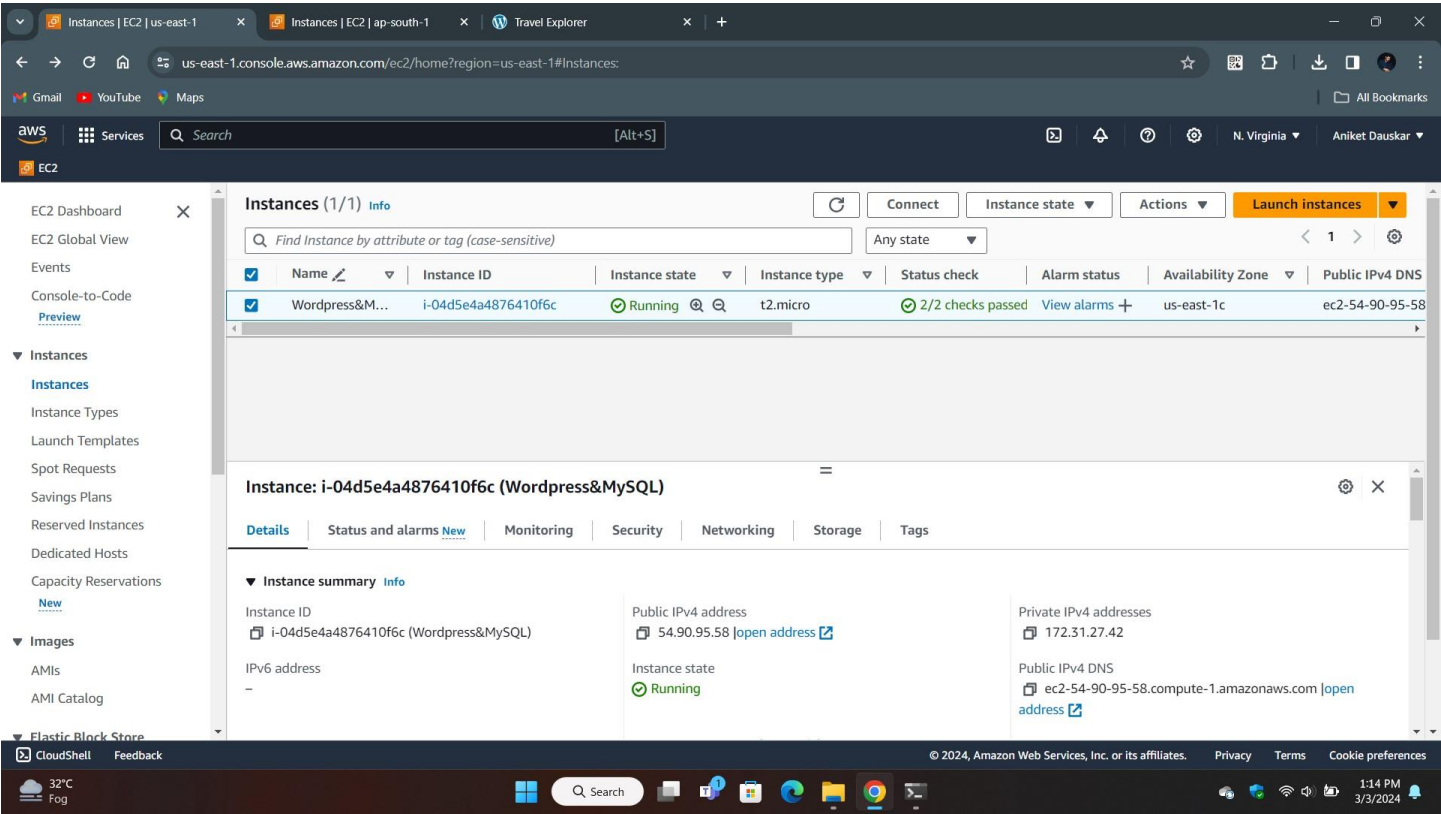 Instances | EC2 | us-east-1
Instances | EC2 | ap-south-1
Travel Explorer
us-east-1.console.aws.amazon.com/ec2/home?region=us-east-1#Instances:
Gmail YouTube Maps All Bookmarks
aws Services Search [Alt+S] N. Virginia Aniket Dauskar
EC2
EC2 Dashboard
EC2 Global View
Events
Console-to-Code
Preview
Instances
Instances
Instance Types
Launch Templates
Spot Requests
Savings Plans
Reserved Instances
Dedicated Hosts
Capacity Reservations
New
Images
AMIs
AMI Catalog
Elastic Block Store
Instances (1/1) Info Connect Instance state Actions Launch instances
Find Instance by attribute or tag (case-sensitive) Any state 1
Name Instance ID Instance state Instance type Status check Alarm status Availability Zone Public IPv4 DNS
Wordpress&M... i-04d5e4a4876410f6c Running t2.micro 2/2 checks passed View alarms us-east-1c ec2-54-90-95-58
Instance: i-04d5e4a4876410f6c (Wordpress&MySQL)
Details Status and alarms New Monitoring Security Networking Storage Tags
Instance summary Info
Instance ID
i-04d5e4a4876410f6c (Wordpress&MySQL)
Public IPv4 address
54.90.95.58 |open address
Private IPv4 addresses
172.31.27.42
IPv6 address
–
Instance state
Running
Public IPv4 DNS
ec2-54-90-95-58.compute-1.amazonaws.com |open
address
CloudShell Feedback © 2024, Amazon Web Services, Inc. or its affiliates. Privacy Terms Cookie preferences
32°C
Fog
Search
1
1:14 PM
3/3/2024